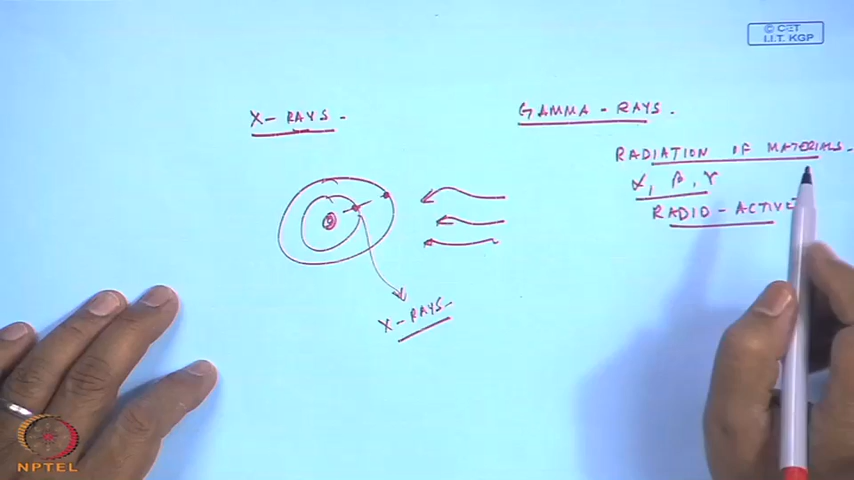 © CET
I.I.T. KGP
X-RAYS.
GAMMA-RAYS.
RADIATION OF MATERIALS.
α, β, γ
RADIO-ACTIVE
X-RAYS.
NPTEL